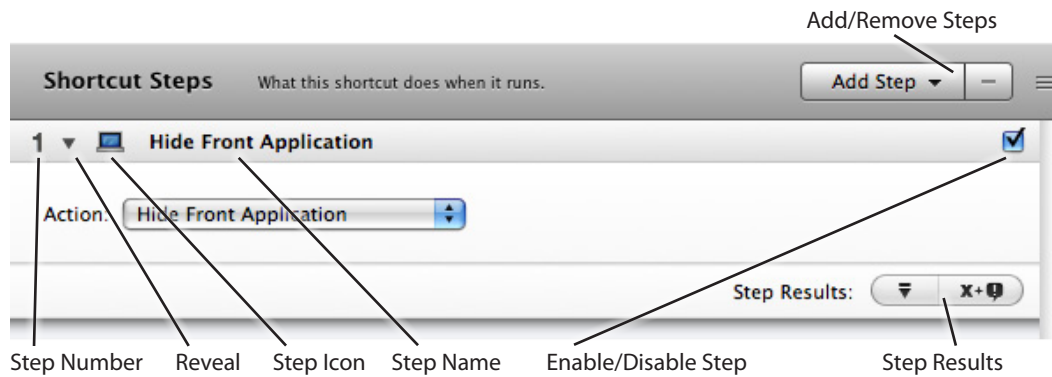 Add/Remove Steps
Shortcut Steps What this shortcut does when it runs. Add Step −
1 Hide Front Application
Action: Hide Front Application
Step Results: X+!
Step Number Reveal Step Icon Step Name Enable/Disable Step Step Results